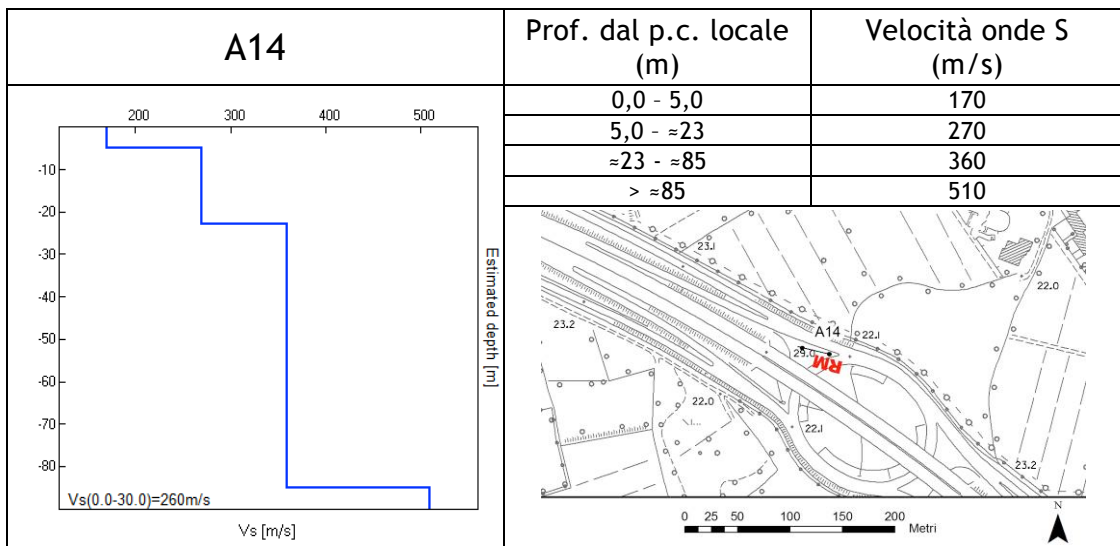 A14
Prof. dal p.c. locale
(m)
Velocità onde S
(m/s)
0,0 – 5,0 170
5,0 – ≈23 270
≈23 - ≈85 360
> ≈85 510
200 300 400 500
-10
-20
-30
-40
-50
-60
-70
-80
Estimated depth [m]
Vs(0.0-30.0)=260m/s
Vs [m/s]
23.1
22.0
23.2
A14
22.1
29.0
RM
22.0
22.1
23.2
0 25 50 100 150 200
Metri
N